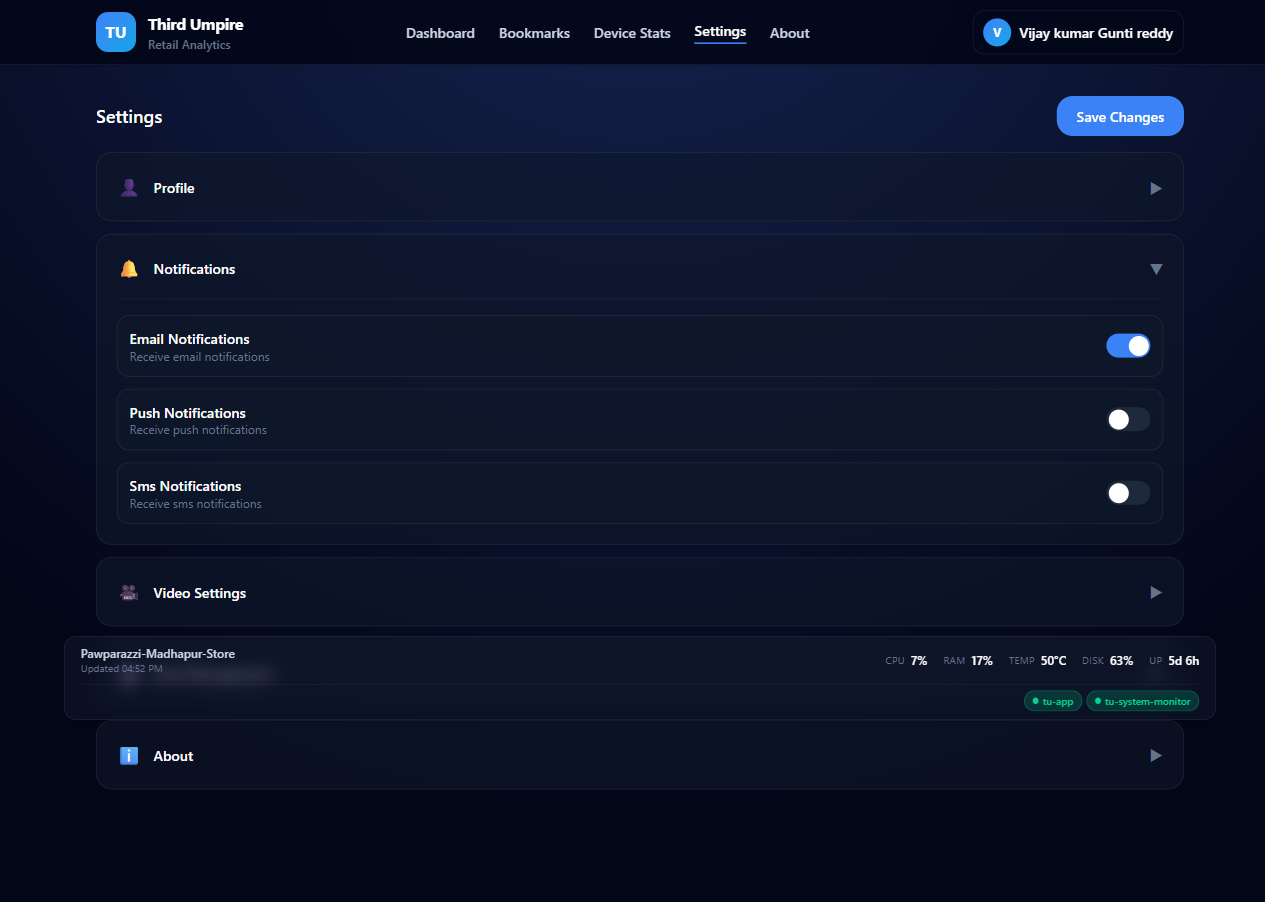 TU
Third Umpire
Retail Analytics
Dashboard
Bookmarks
Device Stats
Settings
About
V
Vijay kumar Gunti reddy
Settings
Save Changes
Profile
Notifications
Email Notifications
Receive email notifications
Push Notifications
Receive push notifications
Sms Notifications
Receive sms notifications
Video Settings
Pawparazzi-Madhapur-Store
Updated 04:52 PM
CPU 7%
RAM 17%
TEMP 50°C
DISK 63%
UP 5d 6h
tu-app
tu-system-monitor
About